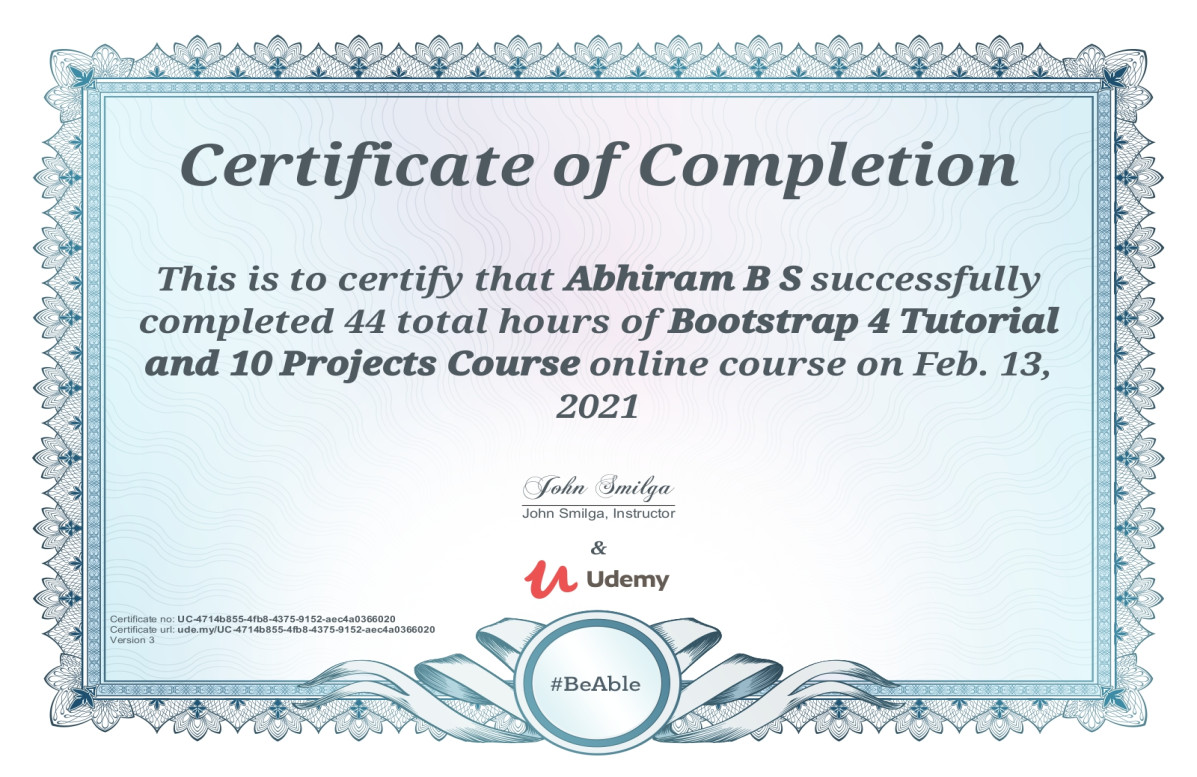 Certificate of Completion
This is to certify that Abhiram B S successfully
completed 44 total hours of Bootstrap 4 Tutorial
and 10 Projects Course online course on Feb. 13,
2021
John Smilga
John Smilga, Instructor
&
Udemy
Certificate no: UC-4714b855-4fb8-4375-9152-aec4a0366020
Certificate url: ude.my/UC-4714b855-4fb8-4375-9152-aec4a0366020
Version 3
#BeAble